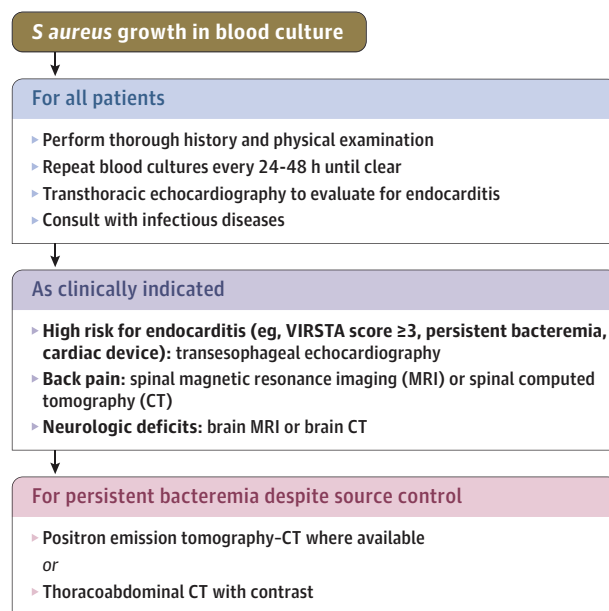 S aureus growth in blood culture
For all patients
▸ Perform thorough history and physical examination
▸ Repeat blood cultures every 24-48 h until clear
▸ Transthoracic echocardiography to evaluate for endocarditis
▸ Consult with infectious diseases
As clinically indicated
▸ High risk for endocarditis (eg, VIRSTA score ≥3, persistent bacteremia,
cardiac device): transesophageal echocardiography
▸ Back pain: spinal magnetic resonance imaging (MRI) or spinal computed
tomography (CT)
▸ Neurologic deficits: brain MRI or brain CT
For persistent bacteremia despite source control
▸ Positron emission tomography–CT where available
or
▸ Thoracoabdominal CT with contrast